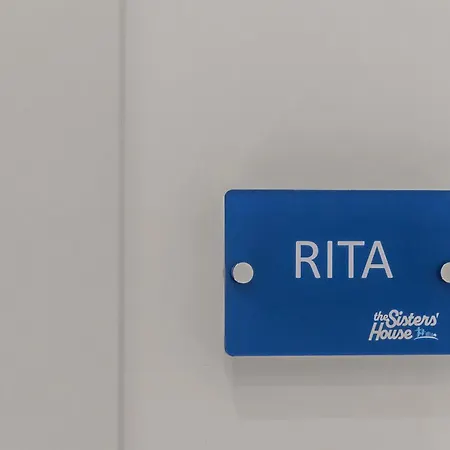 RITA
the Sisters'
House